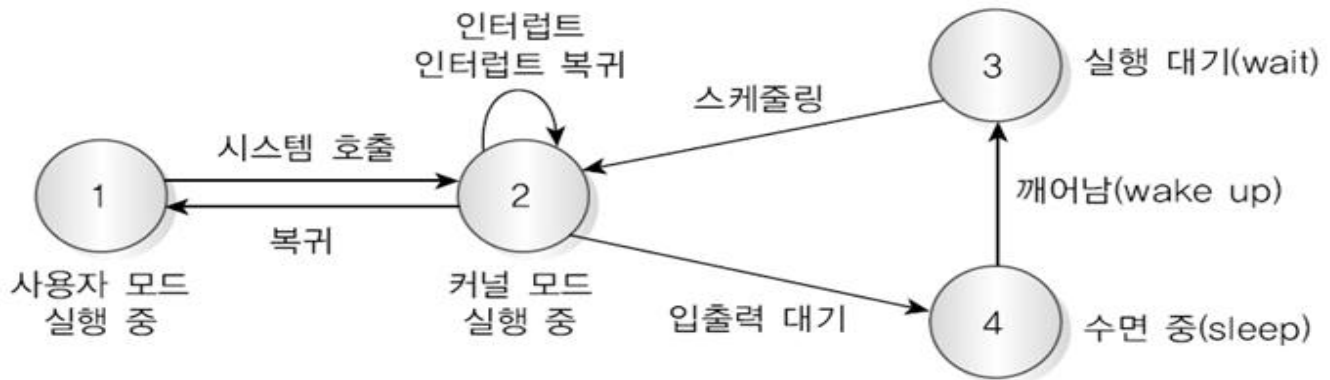 인터럽트
인터럽트 복귀
3
실행 대기(wait)
스케줄링
시스템 호출
1
2
깨어남(wake up)
복귀
사용자 모드
실행 중
커널 모드
실행 중
입출력 대기
4
수면 중(sleep)